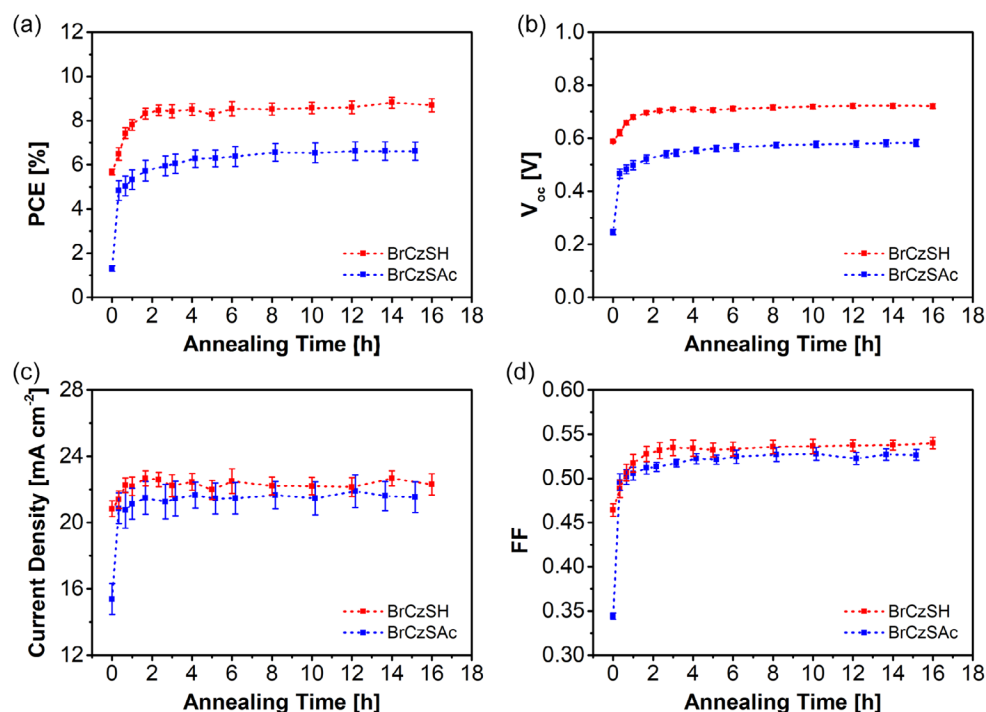 (a)
12
10
8
6
4
2
0
PCE [%]
BrCzSH
BrCzSAc
0 2 4 6 8 10 12 14 16 18
Annealing Time [h]
(b)
1.0
0.8
0.6
0.4
0.2
0.0
Voc [V]
BrCzSH
BrCzSAc
0 2 4 6 8 10 12 14 16 18
Annealing Time [h]
(c)
28
24
20
16
12
Current Density [mA cm-2]
BrCzSH
BrCzSAc
0 2 4 6 8 10 12 14 16 18
Annealing Time [h]
(d)
0.60
0.55
0.50
0.45
0.40
0.35
0.30
FF
BrCzSH
BrCzSAc
0 2 4 6 8 10 12 14 16 18
Annealing Time [h]